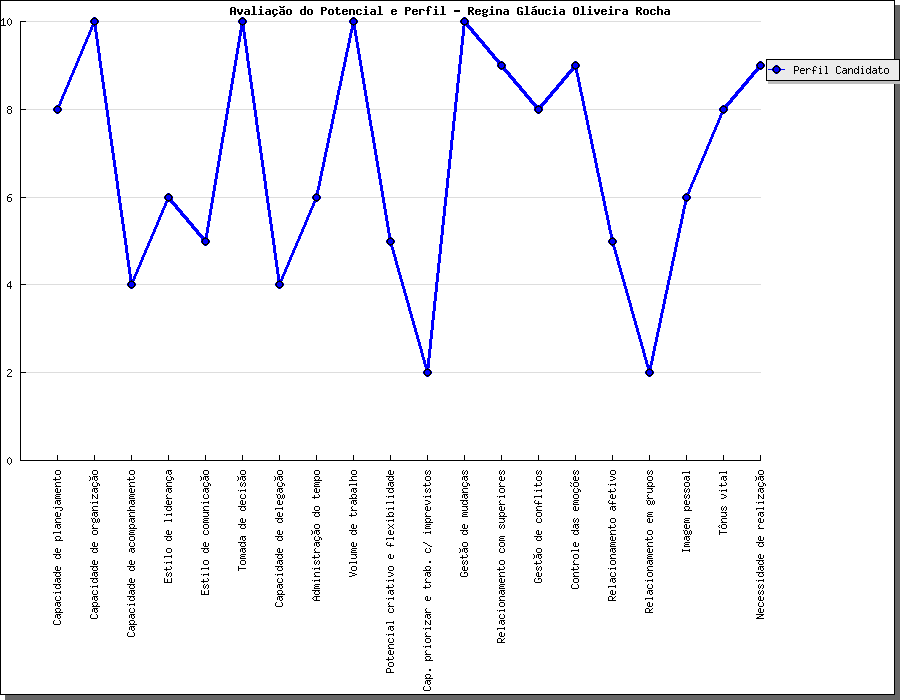 Avaliação do Potencial e Perfil - Regina Gláucia Oliveira Rocha
10
8
6
4
2
0
Perfil Candidato
Capacidade de planejamento
Capacidade de organização
Capacidade de acompanhamento
Estilo de liderança
Estilo de comunicação
Tomada de decisão
Capacidade de delegação
Administração do tempo
Volume de trabalho
Potencial criativo e flexibilidade
Cap. priorizar e trab. c/ imprevistos
Gestão de mudanças
Relacionamento com superiores
Gestão de conflitos
Controle das emoções
Relacionamento afetivo
Relacionamento em grupos
Imagem pessoal
Tônus vital
Necessidade de realização